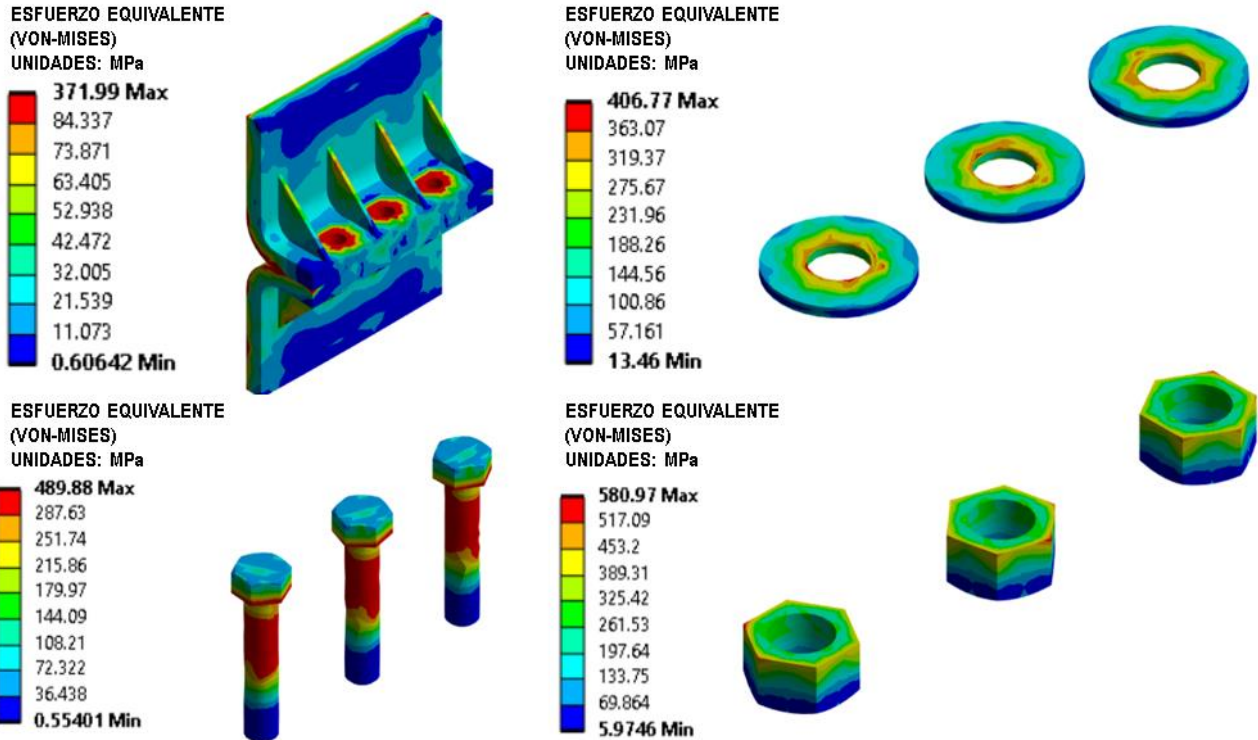 ESFUERZO EQUIVALENTE
(VON-MISES)
UNIDADES: MPa
371.99 Max
84.337
73.871
63.405
52.938
42.472
32.005
21.539
11.073
0.60642 Min
ESFUERZO EQUIVALENTE
(VON-MISES)
UNIDADES: MPa
406.77 Max
363.07
319.37
275.67
231.96
188.26
144.56
100.86
57.161
13.46 Min
ESFUERZO EQUIVALENTE
(VON-MISES)
UNIDADES: MPa
489.88 Max
287.63
251.74
215.86
179.97
144.09
108.21
72.322
36.438
0.55401 Min
ESFUERZO EQUIVALENTE
(VON-MISES)
UNIDADES: MPa
580.97 Max
517.09
453.2
389.31
325.42
261.53
197.64
133.75
69.864
5.9746 Min